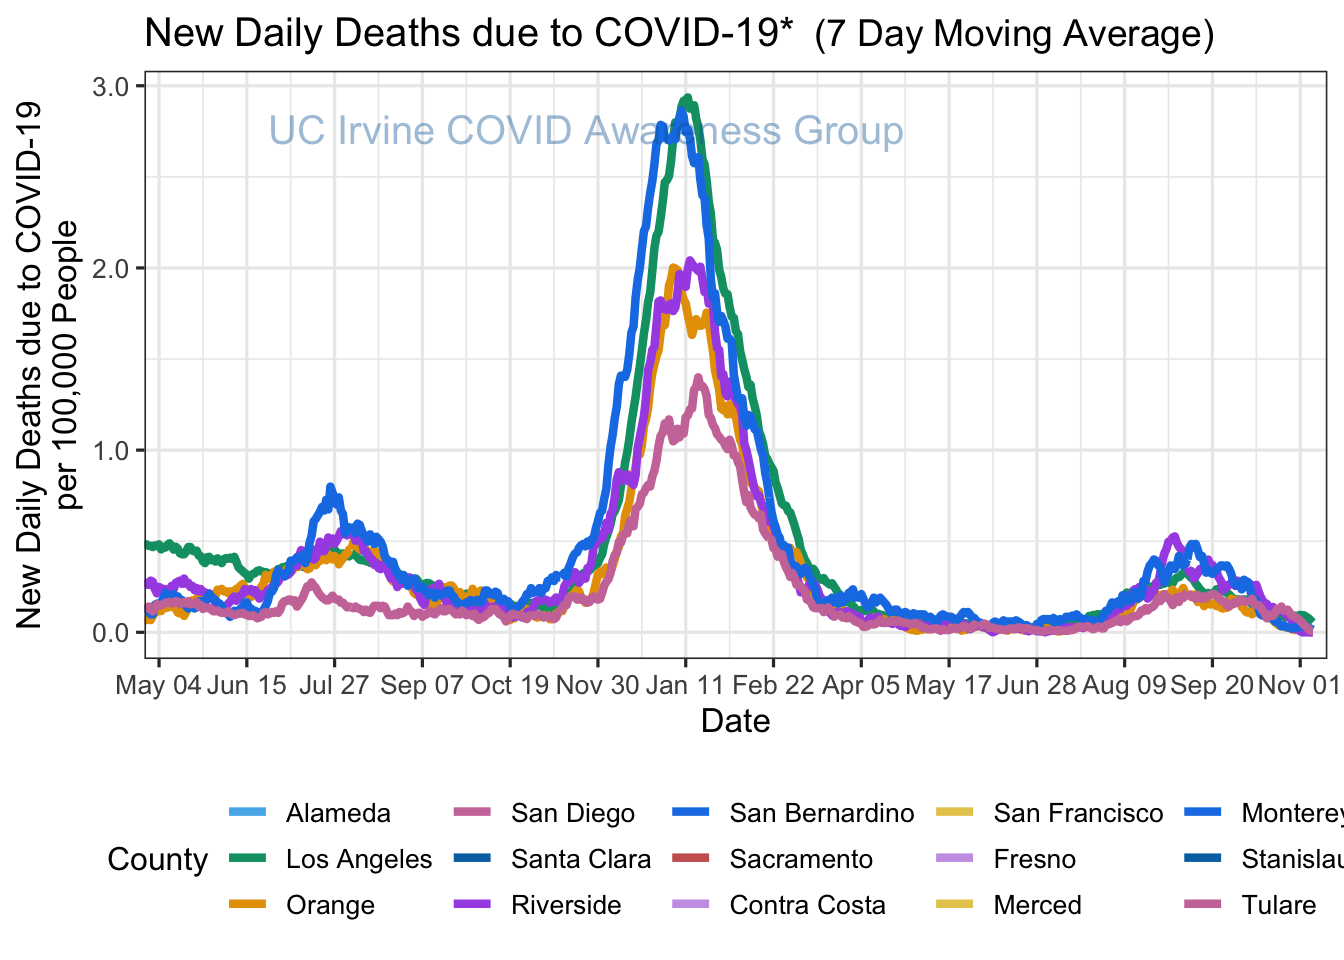 New Daily Deaths due to COVID-19* (7 Day Moving Average)
New Daily Deaths due to COVID-19
per 100,000 People
3.0
2.0
1.0
0.0
UC Irvine COVID Awareness Group
May 04 Jun 15 Jul 27 Sep 07 Oct 19 Nov 30 Jan 11 Feb 22 Apr 05 May 17 Jun 28 Aug 09 Sep 20 Nov 01
Date
County
Alameda San Diego San Bernardino San Francisco Monterey
Los Angeles Santa Clara Sacramento Fresno Stanislau
Orange Riverside Contra Costa Merced Tulare